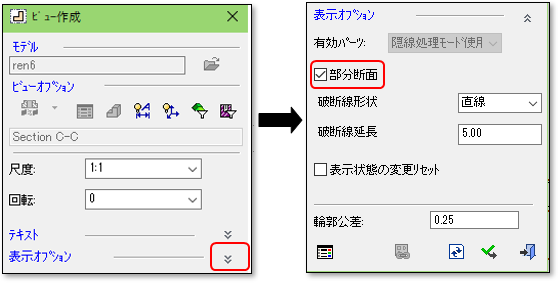 ビュー作成
モデル
ren6
ビューオプション
Section C-C
尺度:
1:1
回転:
0
テキスト
表示オプション
表示オプション
有効パーツ:
隠線処理モード使用
部分断面
破断線形状
直線
破断線延長
5.00
表示状態の変更リセット
輪郭公差:
0.25